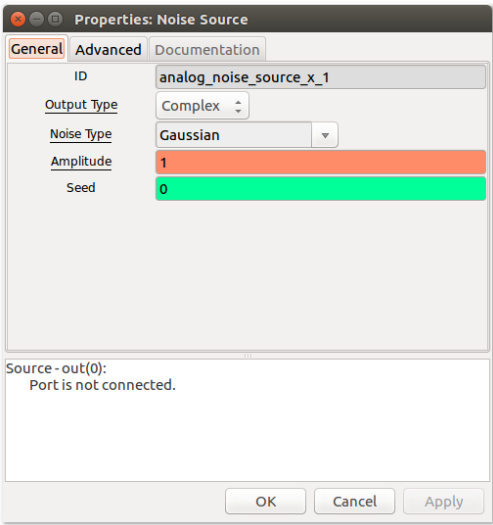 Properties: Noise Source
General Advanced Documentation
ID analog_noise_source_x_1
Output Type Complex
Noise Type Gaussian
Amplitude 1
Seed 0
Source - out(0):
Port is not connected.
OK Cancel Apply